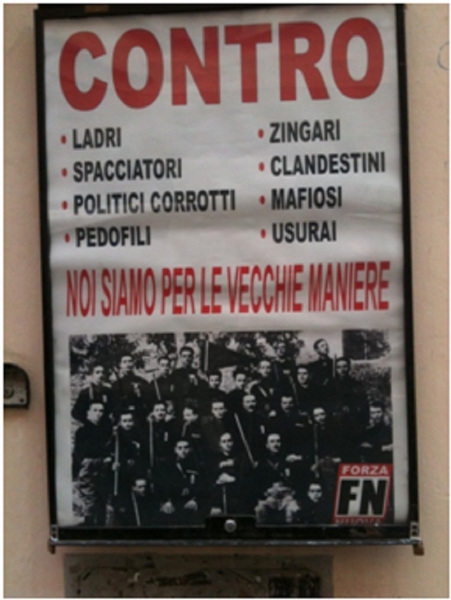 CONTRO
• LADRI
• SPACCIATORI
• POLITICI CORROTTI
• PEDOFILI
• ZINGARI
• CLANDESTINI
• MAFIOSI
• USURAI
NOI SIAMO PER LE VECCHIE MANIERE
FORZA
FN